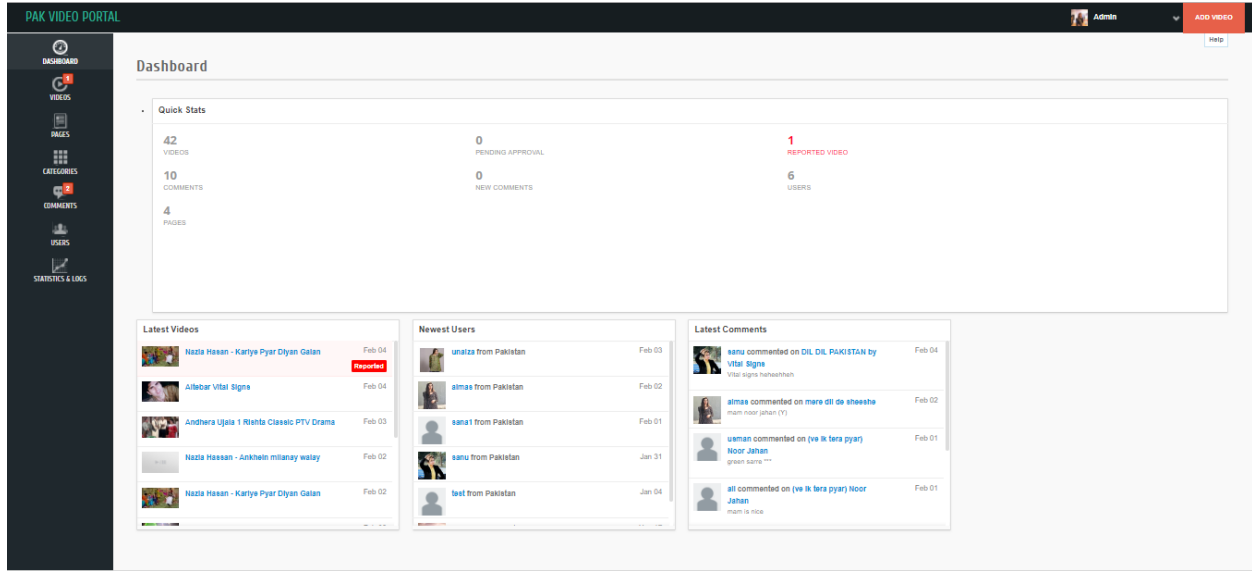 PAK VIDEO PORTAL
Admin
ADD VIDEO
Help
DASHBOARD
1
VIDEOS
PAGES
CATEGORIES
2
COMMENTS
USERS
STATISTICS & LOGS
Dashboard
Quick Stats
42
VIDEOS
0
PENDING APPROVAL
1
REPORTED VIDEO
10
COMMENTS
0
NEW COMMENTS
6
USERS
4
PAGES
Latest Videos
Nazia Hasan - Kariye Pyar Diyan Galan Feb 04
Reported
Aitebar Vital Signs Feb 04
Andhera Ujala 1 Rishta Classic PTV Drama Feb 03
Nazia Hassan - Ankhein milanay walay Feb 02
Nazia Hasan - Kariye Pyar Diyan Galan Feb 02
Newest Users
unaiza from Pakistan Feb 03
almas from Pakistan Feb 02
sana1 from Pakistan Feb 01
sanu from Pakistan Jan 31
test from Pakistan Jan 04
Latest Comments
sanu commented on DIL DIL PAKISTAN by Feb 04
Vital Signs
Vital signs heheehheh
almas commented on mere dil de sheeshe Feb 02
mam noor jahan (Y)
usman commented on (ve ik tera pyar) Feb 01
Noor Jahan
green sarre ^^^
ali commented on (ve ik tera pyar) Noor Feb 01
Jahan
mam is nice